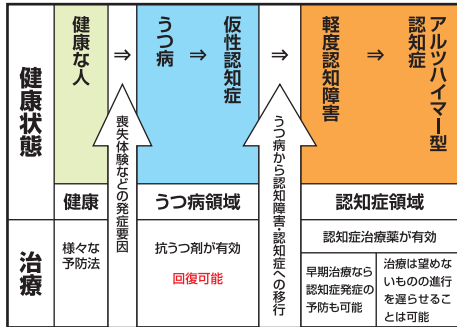 健康状態
健康な人
⇒
うつ病
⇒
仮性認知症
⇒
軽度認知障害
⇒
アルツハイマー型
認知症
喪失体験などの発症要因
うつ病から認知障害・認知症への移行
健康
うつ病領域
認知症領域
治療
様々な
予防法
抗うつ剤が有効
回復可能
認知症治療薬が有効
早期治療なら
認知症発症の
予防も可能
治療は望めな
いものの進行
を遅らせるこ
とは可能